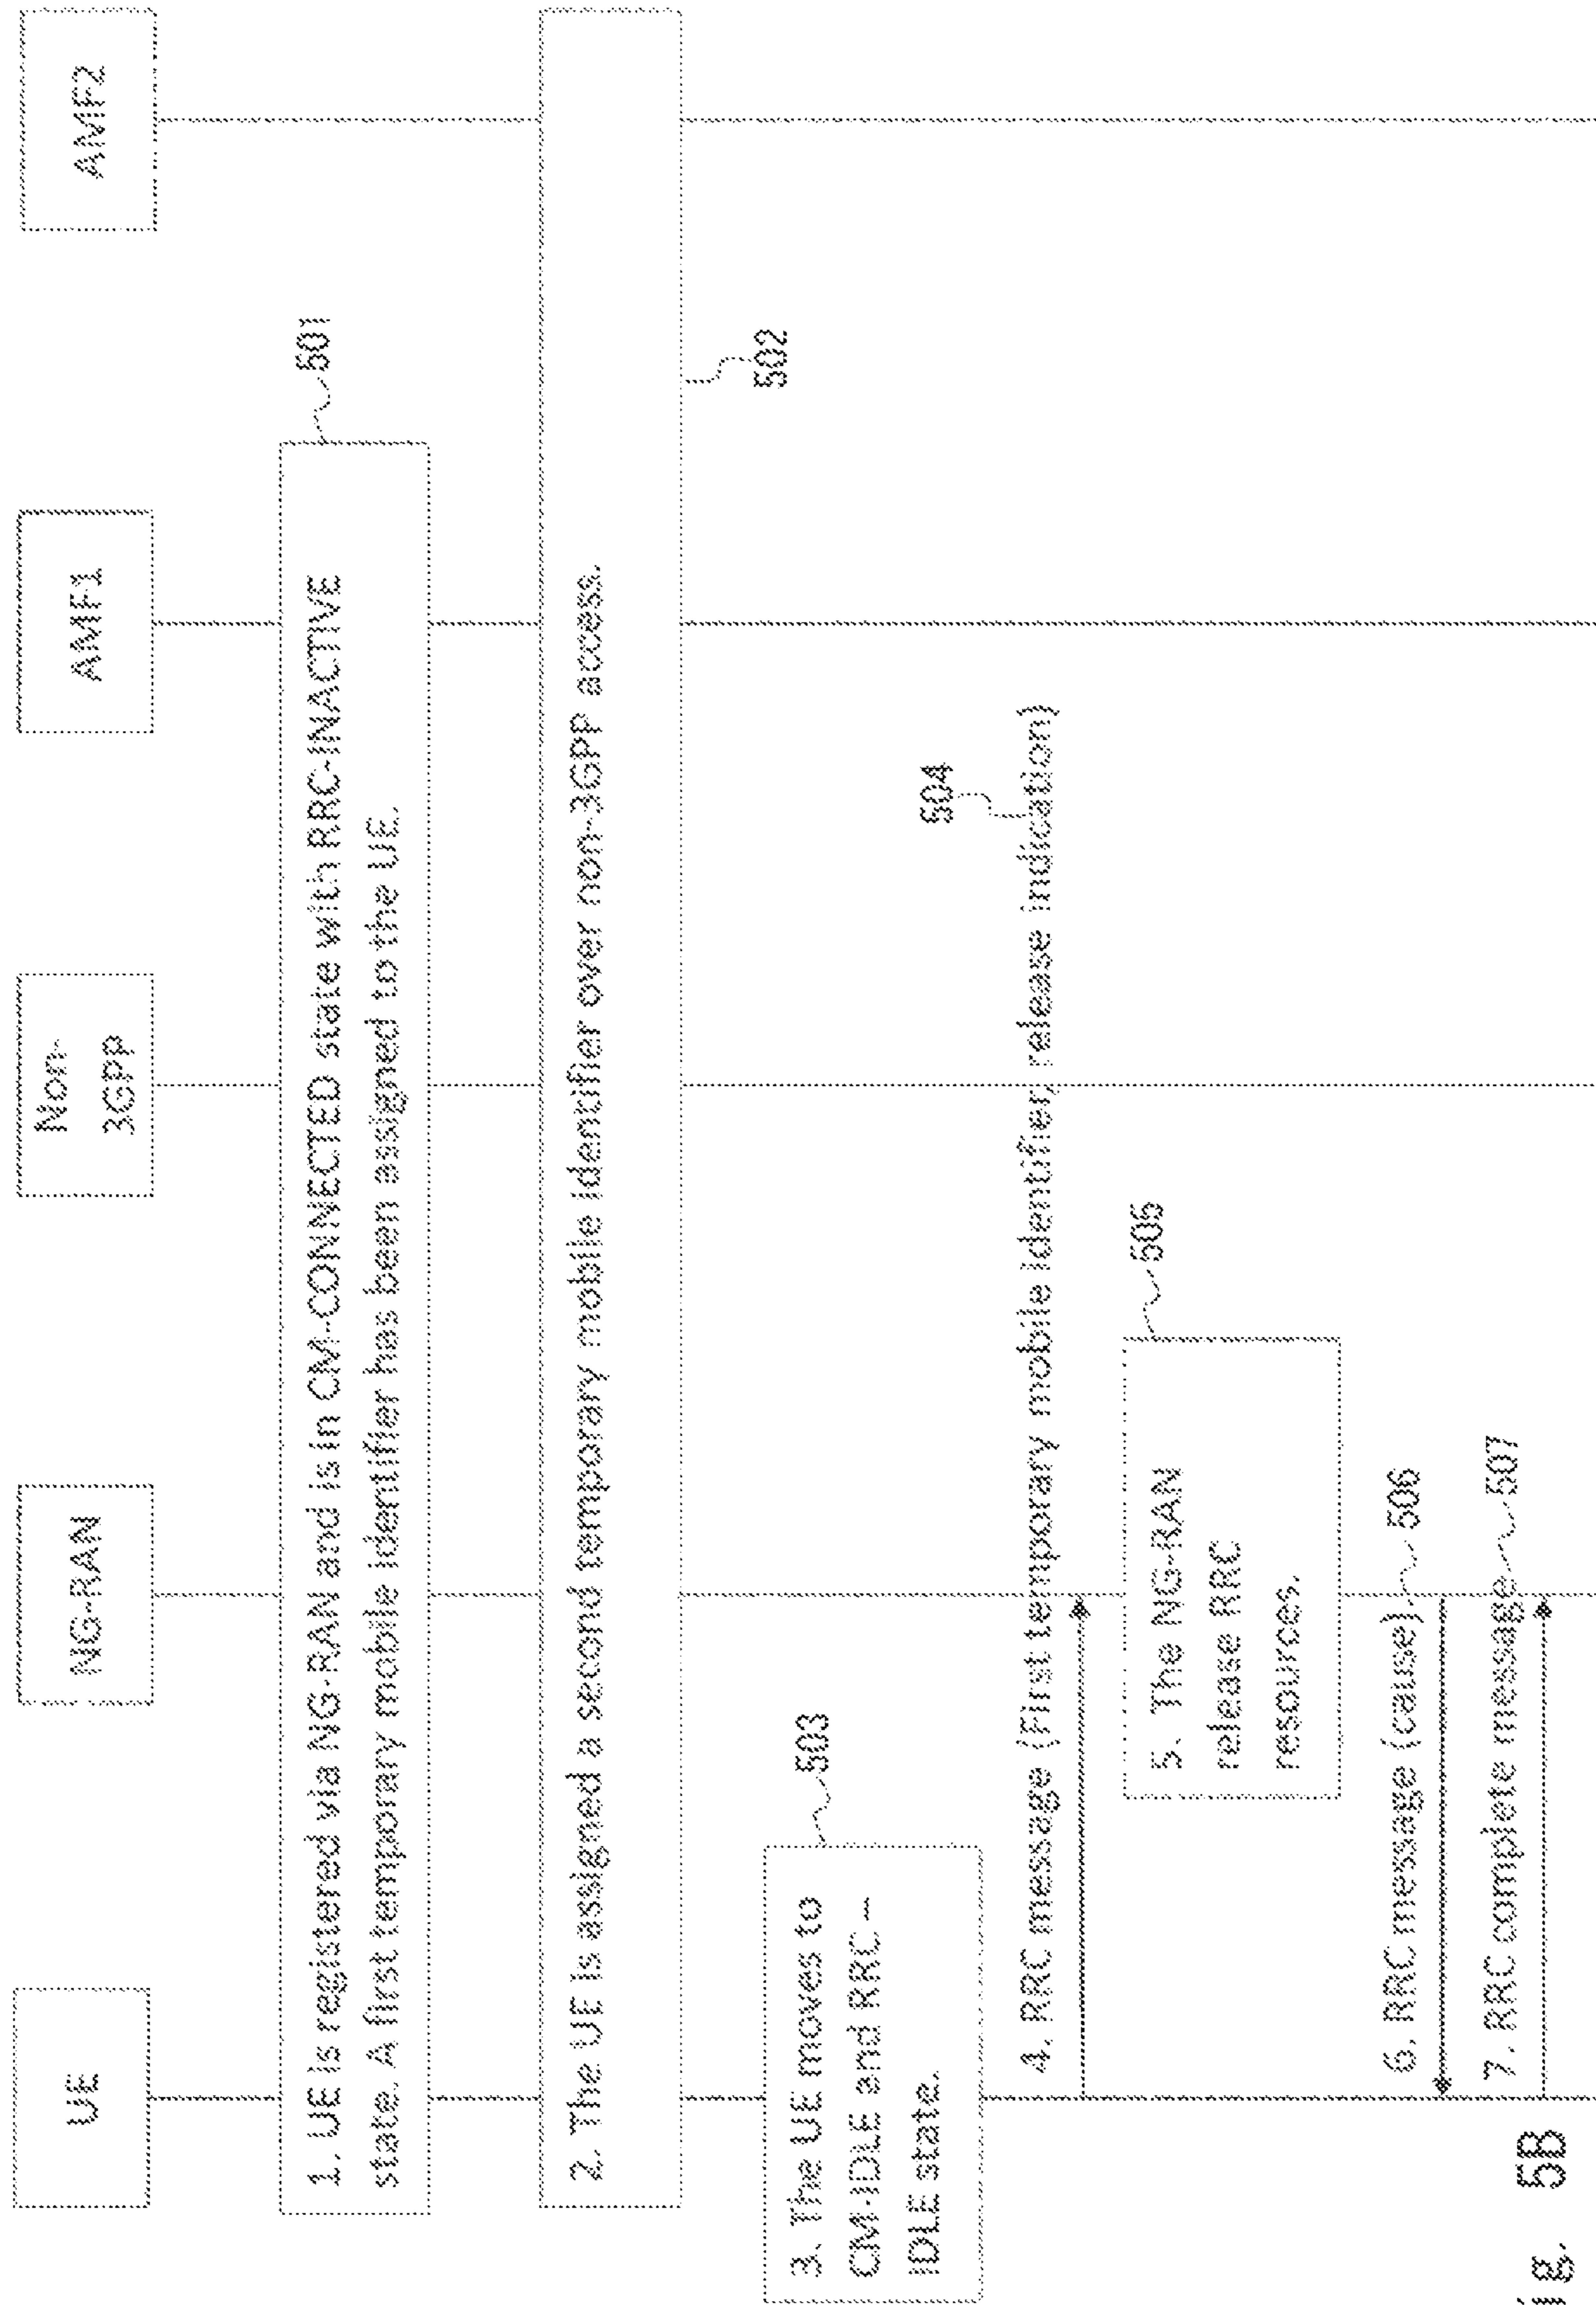 UE
NG-RAN
Non-
3GPP
AMF1
AMF2
1. UE is registered via NG-RAN and is in CM-CONNECTED state with RRC-INACTIVE
state. A first temporary mobile identifier has been assigned to the UE.
501
2. The UE is assigned a second temporary mobile identifier over non-3GPP access.
502
3. The UE moves to
CM-IDLE and RRC –
IDLE state.
503
504
4. RRC message (First temporary mobile identifier, release indication)
5. The NG-RAN
release RRC
resources.
505
6. RRC message (cause) 506
7. RRC complete message 507
ig. 5B